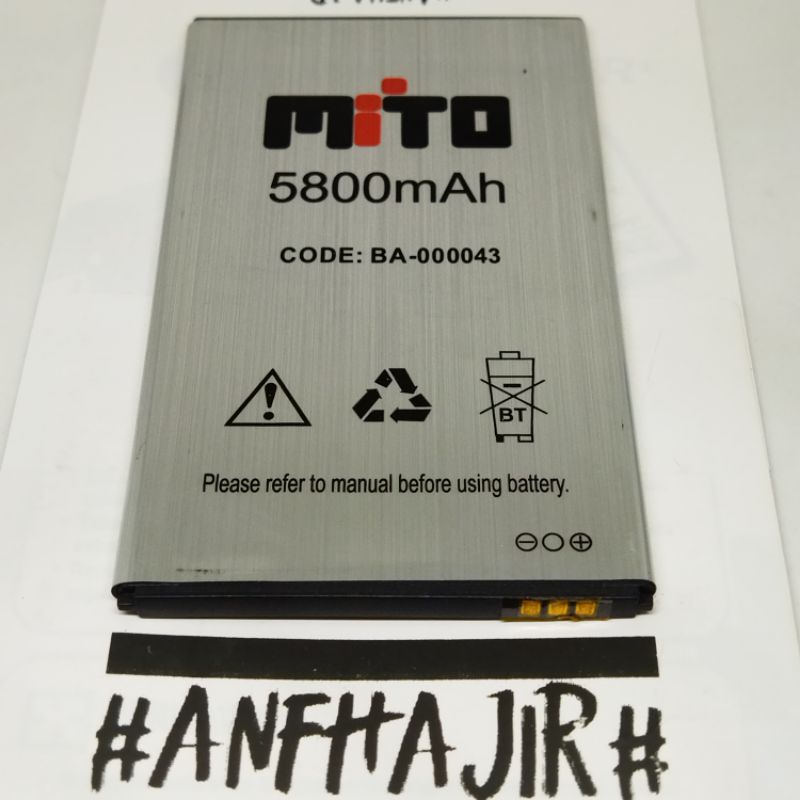 MiTO
5800mAh
CODE: BA-000043
BT
Please refer to manual before using battery.
#ANFHAJIR#